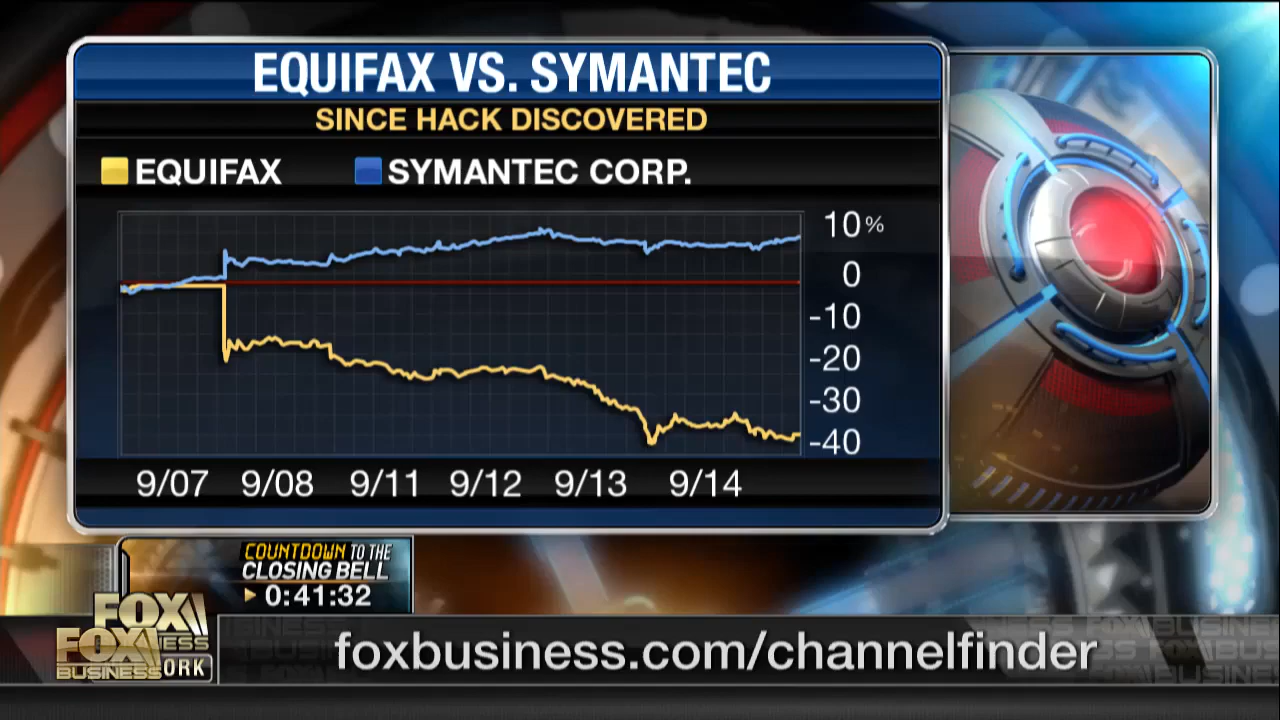 EQUIFAX VS. SYMANTEC
SINCE HACK DISCOVERED
EQUIFAX SYMANTEC CORP.
10%
0
-10
-20
-30
-40
9/07 9/08 9/11 9/12 9/13 9/14
COUNTDOWN TO THE
CLOSING BELL
0:41:32
FOX
FOX
BUSINESS
ORK
foxbusiness.com/channelfinder